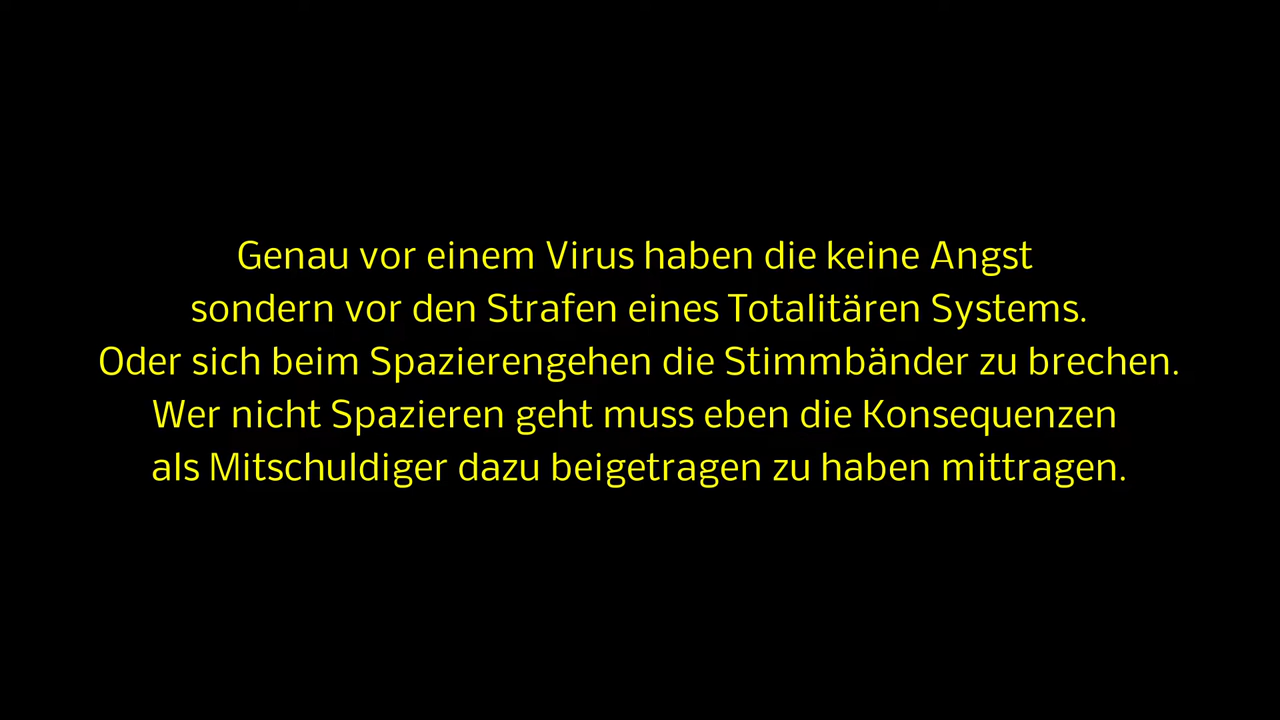 Genau vor einem Virus haben die keine Angst
sondern vor den Strafen eines Totalitären Systems.
Oder sich beim Spazierengehen die Stimmbänder zu brechen.
Wer nicht Spazieren geht muss eben die Konsequenzen
als Mitschuldiger dazu beigetragen zu haben mittragen.